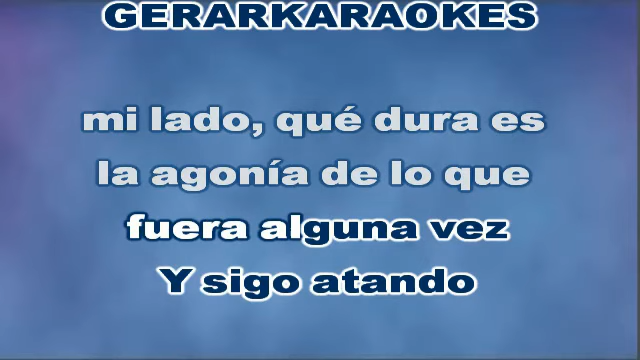 GERARKARAOKES
mi lado, qué dura es
la agonía de lo que
fuera alguna vez
Y sigo atando